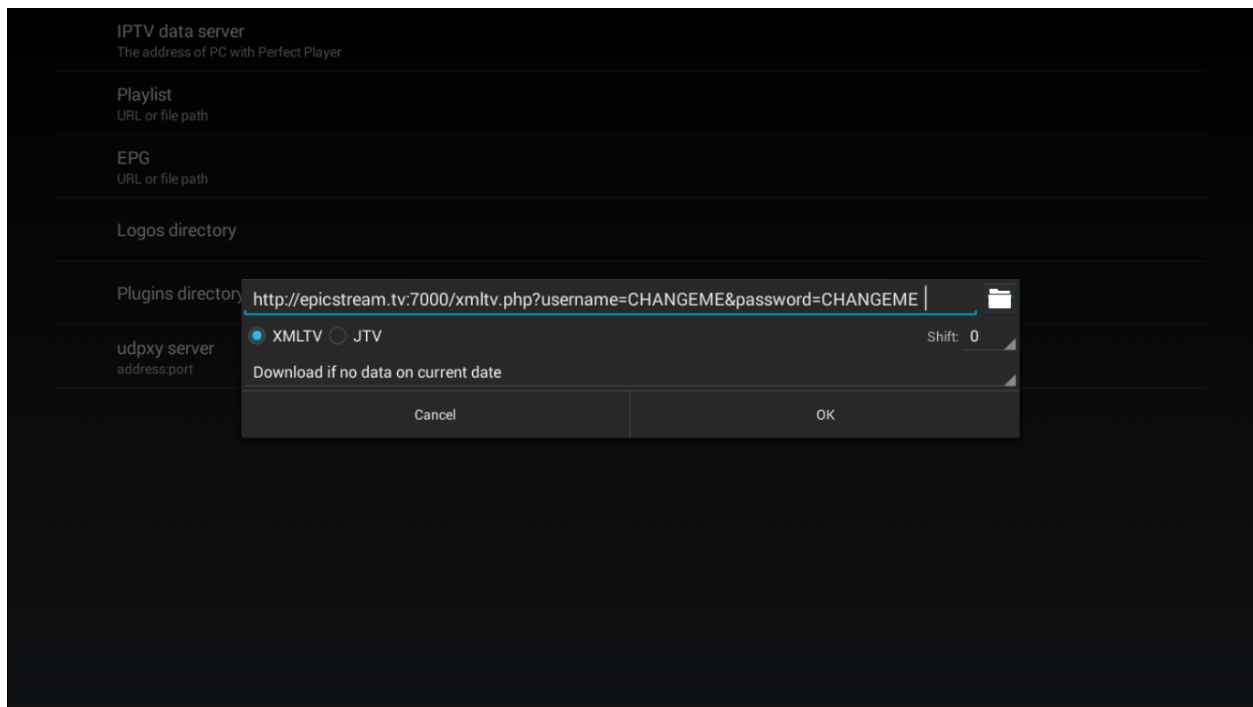 IPTV data server
The address of PC with Perfect Player
Playlist
URL or file path
EPG
URL or file path
Logos directory
Plugins directory
http://epicstream.tv:7000/xmltv.php?username=CHANGEME&password=CHANGEME
XMLTV JTV Shift: 0
udpxy server
address:port
Download if no data on current date
Cancel OK